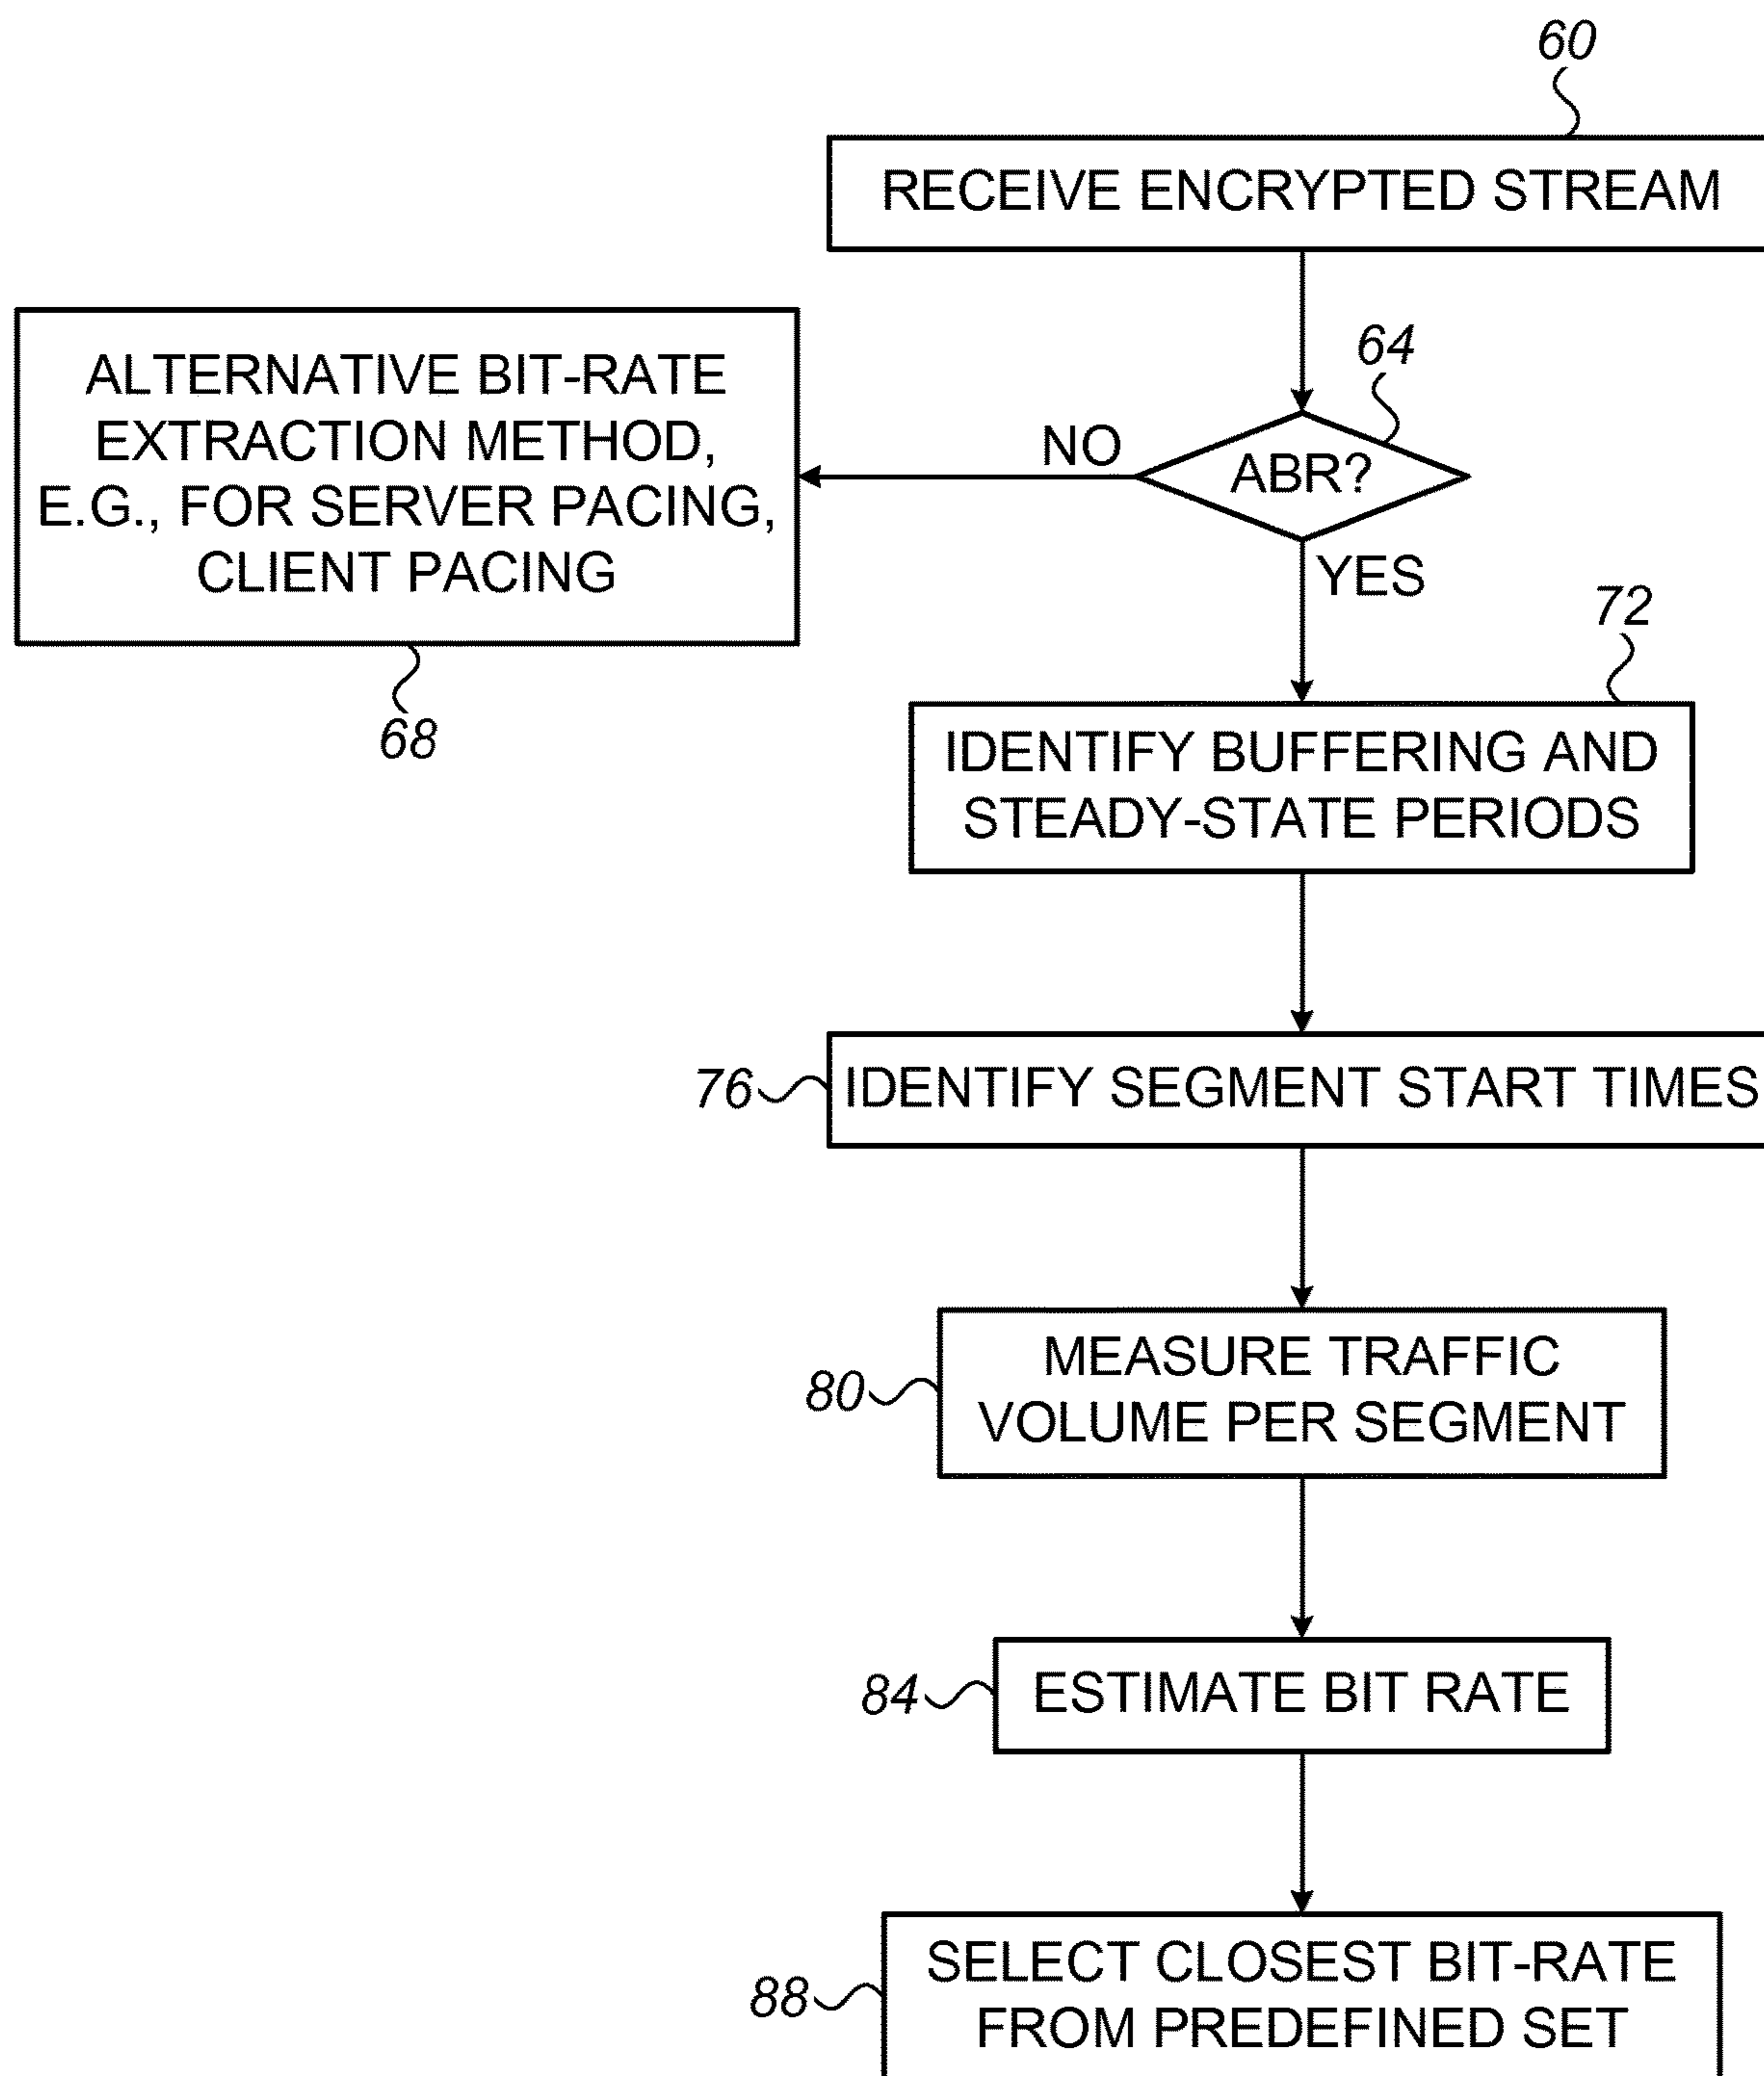 60
RECEIVE ENCRYPTED STREAM
64
ABR?
NO
ALTERNATIVE BIT-RATE
EXTRACTION METHOD,
E.G., FOR SERVER PACING,
CLIENT PACING
68
YES
72
IDENTIFY BUFFERING AND
STEADY-STATE PERIODS
76
IDENTIFY SEGMENT START TIMES
80
MEASURE TRAFFIC
VOLUME PER SEGMENT
84
ESTIMATE BIT RATE
88
SELECT CLOSEST BIT-RATE
FROM PREDEFINED SET